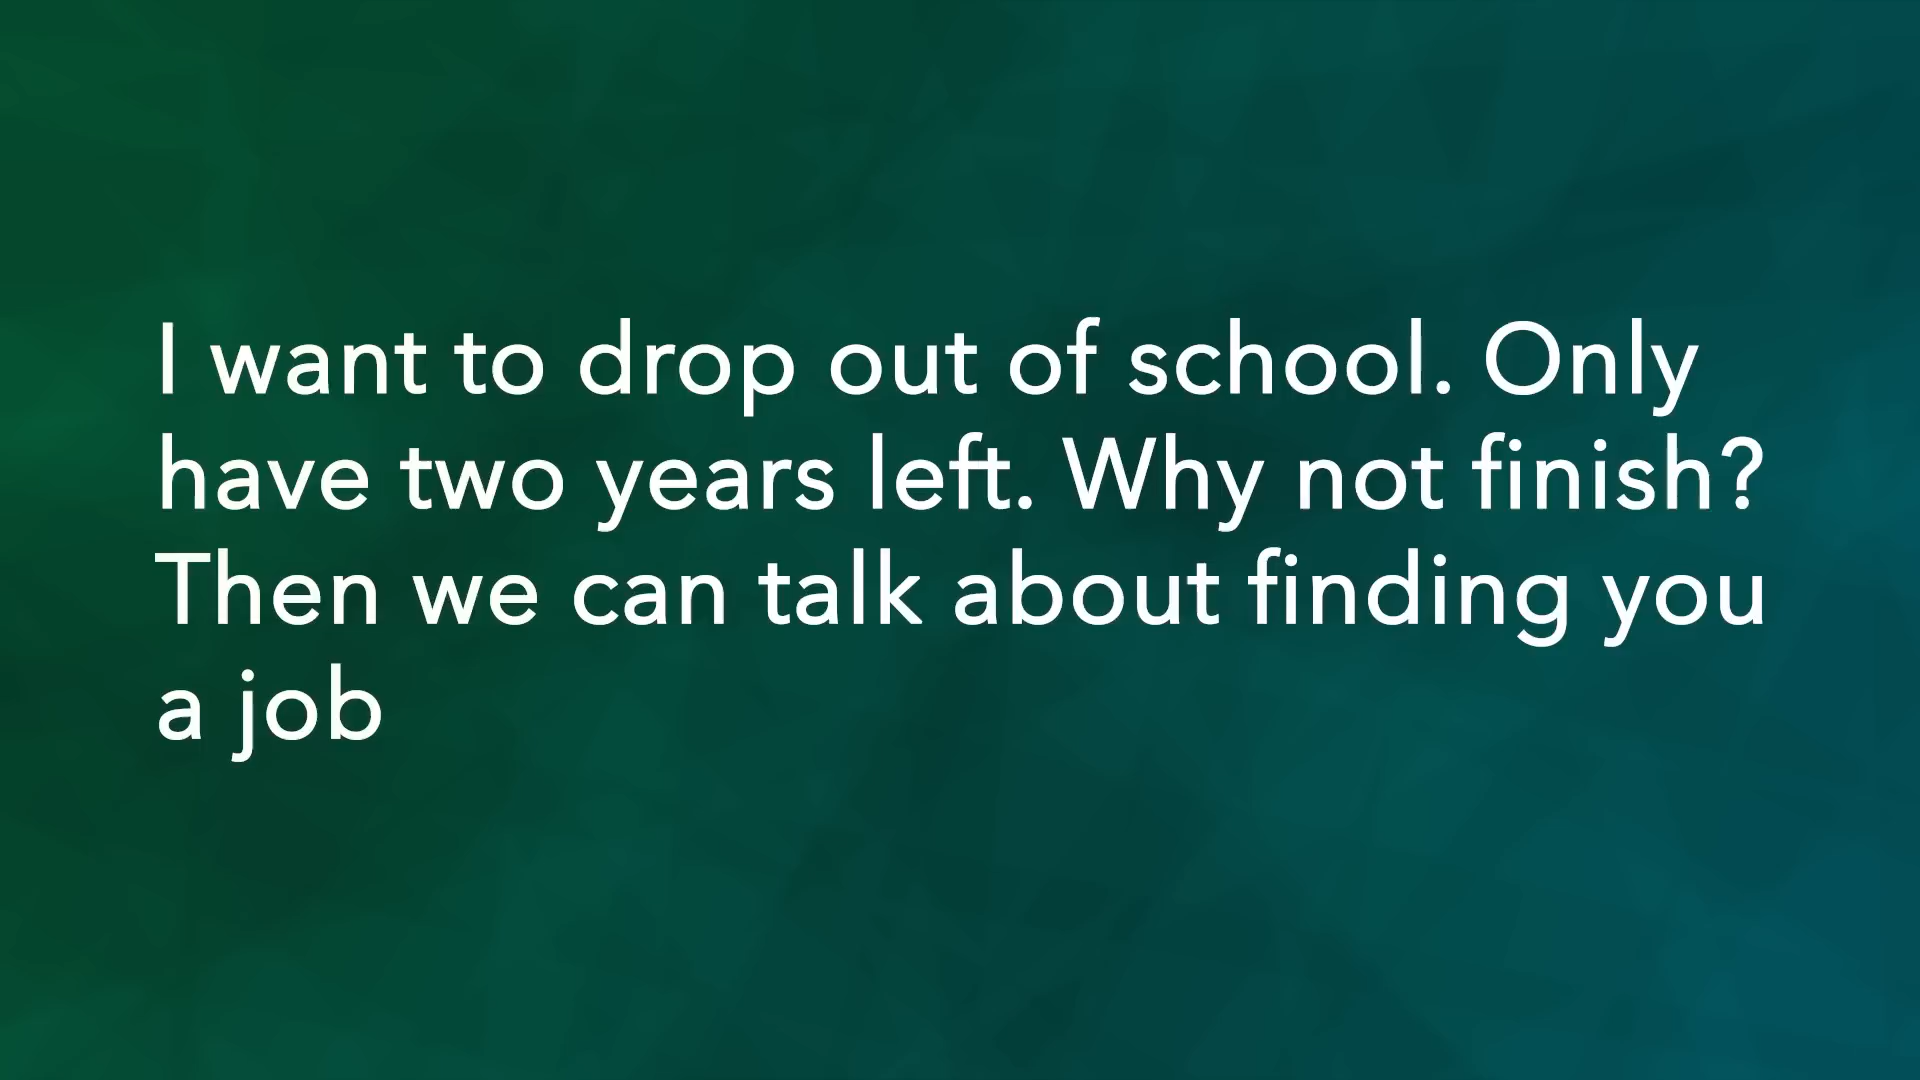 I want to drop out of school. Only
have two years left. Why not finish?
Then we can talk about finding you
a job